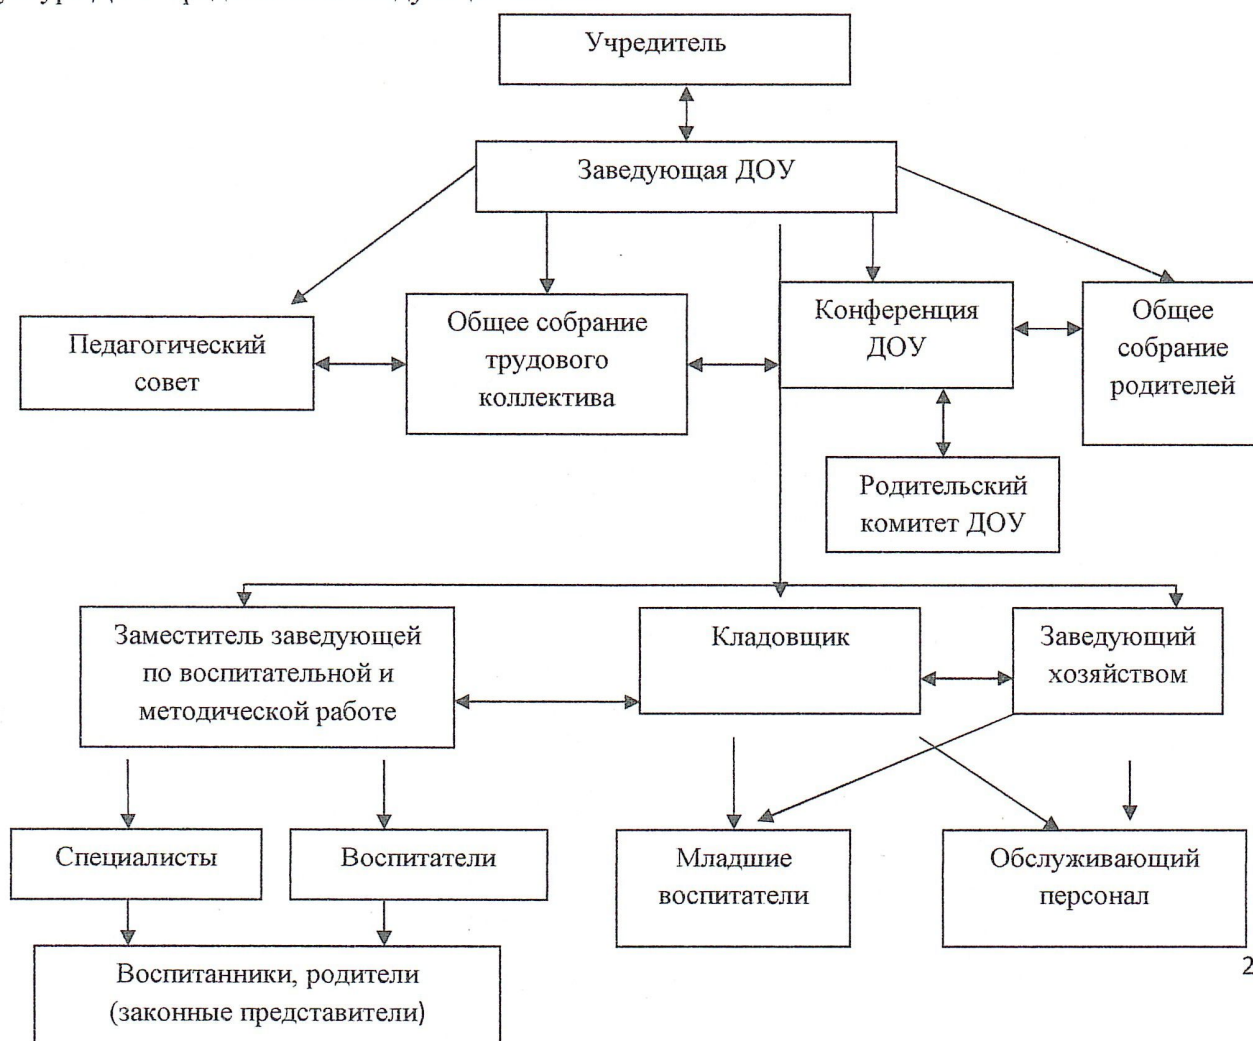 Учредитель
Заведующая ДОУ
Педагогический
совет
Общее собрание
трудового
коллектива
Конференция
ДОУ
Общее
собрание
родителей
Родительский
комитет ДОУ
Заместитель заведующей
по воспитательной и
методической работе
Кладовщик
Заведующий
хозяйством
Специалисты
Воспитатели
Младшие
воспитатели
Обслуживающий
персонал
Воспитанники, родители
(законные представители)
2